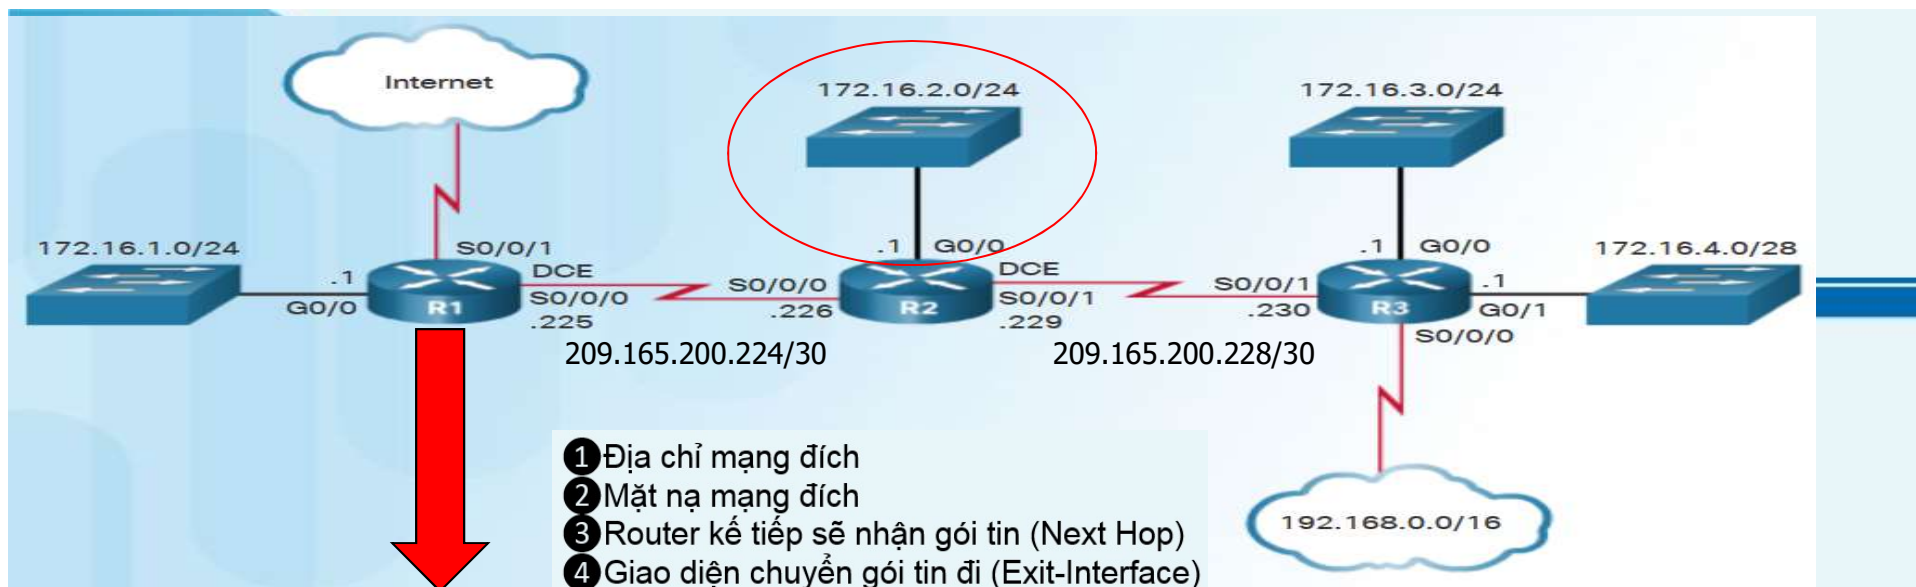 Internet
172.16.2.0/24
172.16.3.0/24
172.16.1.0/24
S0/0/1
.1
G0/0
.1
G0/0
172.16.4.0/28
.1
G0/0
R1
DCE
S0/0/0
.225
S0/0/0
.226
R2
DCE
S0/0/1
.229
S0/0/1
.230
R3
.1
G0/1
S0/0/0
209.165.200.224/30
209.165.200.228/30
❶Địa chỉ mạng đích
❷Mặt nạ mạng đích
❸Router kế tiếp sẽ nhận gói tin (Next Hop)
❹Giao diện chuyển gói tin đi (Exit-Interface)
192.168.0.0/16